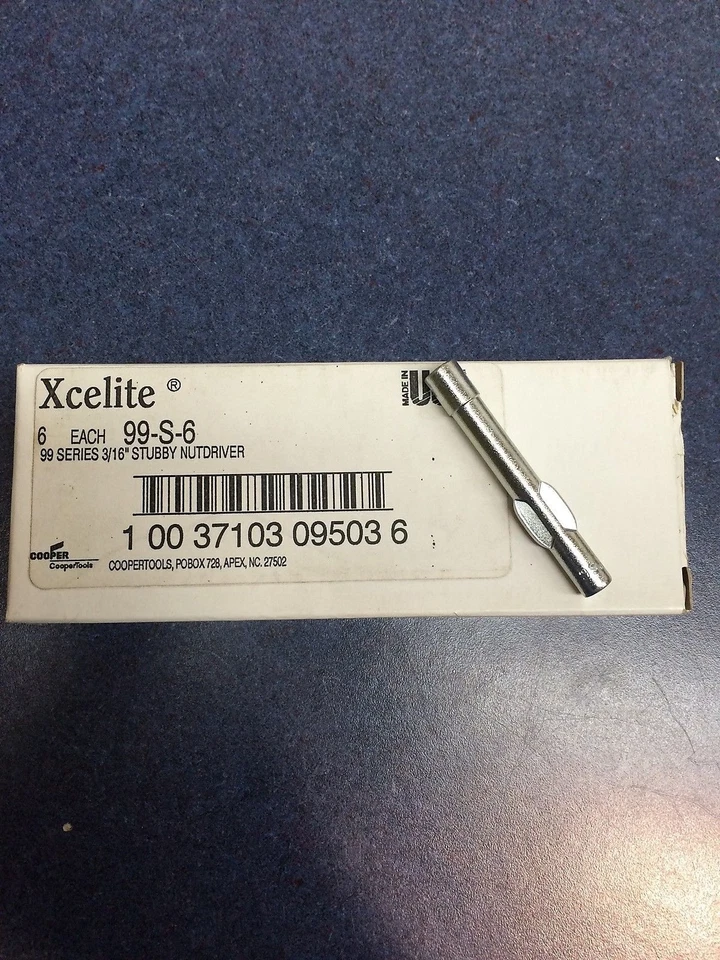 Xcelite ®
MADE IN
6 EACH 99-S-6
99 SERIES 3/16" STUBBY NUTDRIVER
1 00 37103 09503 6
COOPER
CooperTools
COOPERTOOLS, POBOX 728, APEX, NC. 27502